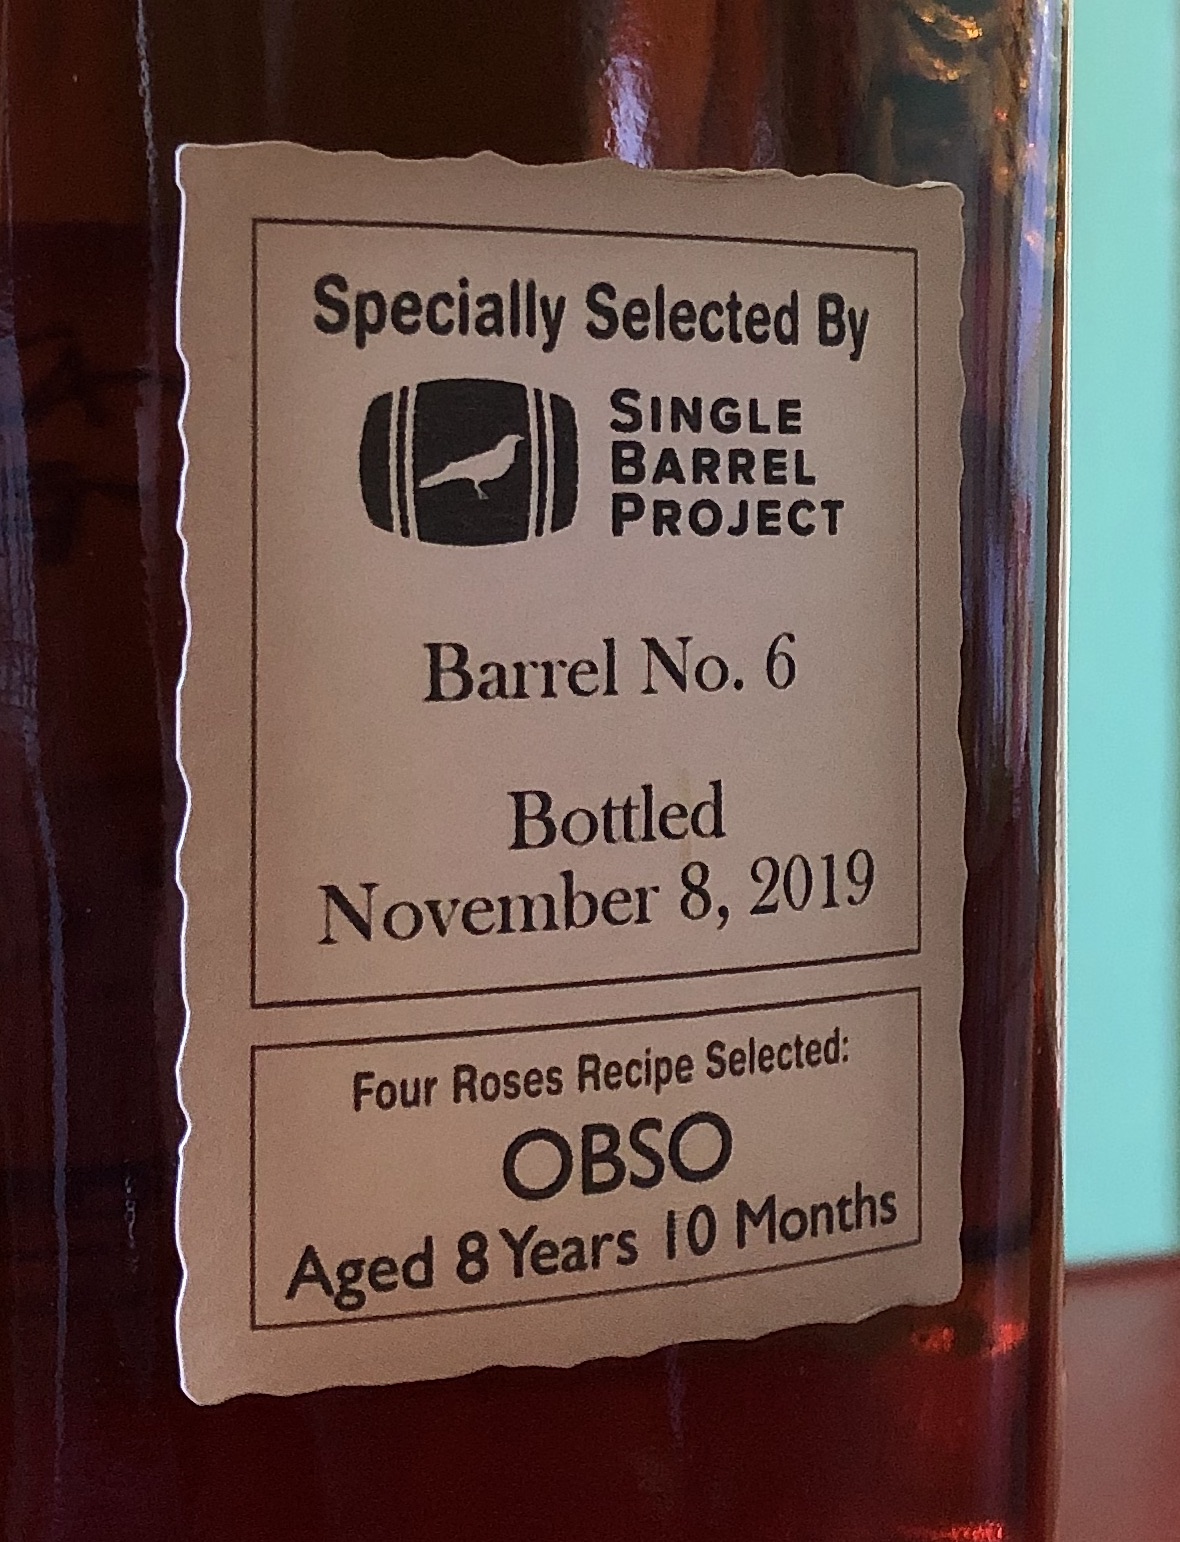 Specially Selected By
SINGLE
BARREL
PROJECT
Barrel No. 6
Bottled
November 8, 2019
Four Roses Recipe Selected:
OBSO
Aged 8 Years 10 Months